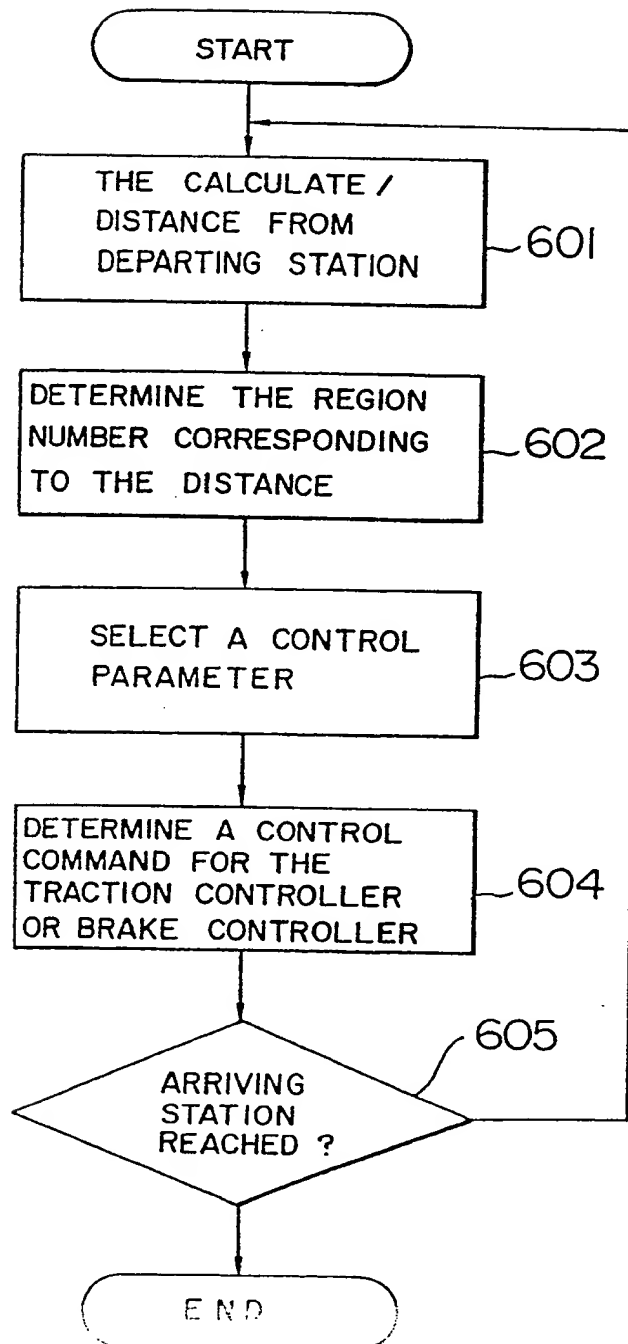 START
THE CALCULATE /
DISTANCE FROM
DEPARTING STATION
601
DETERMINE THE REGION
NUMBER CORRESPONDING
TO THE DISTANCE
602
SELECT A CONTROL
PARAMETER
603
DETERMINE A CONTROL
COMMAND FOR THE
TRACTION CONTROLLER
OR BRAKE CONTROLLER
604
605
ARRIVING
STATION
REACHED ?
END